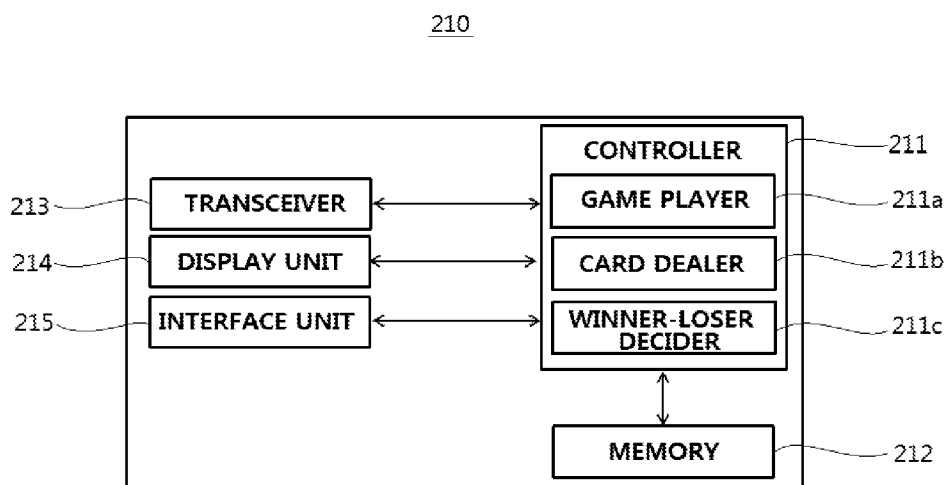 210
CONTROLLER
211
213
TRANSCEIVER
GAME PLAYER
211a
214
DISPLAY UNIT
CARD DEALER
211b
215
INTERFACE UNIT
WINNER-LOSER
DECIDER
211c
MEMORY
212